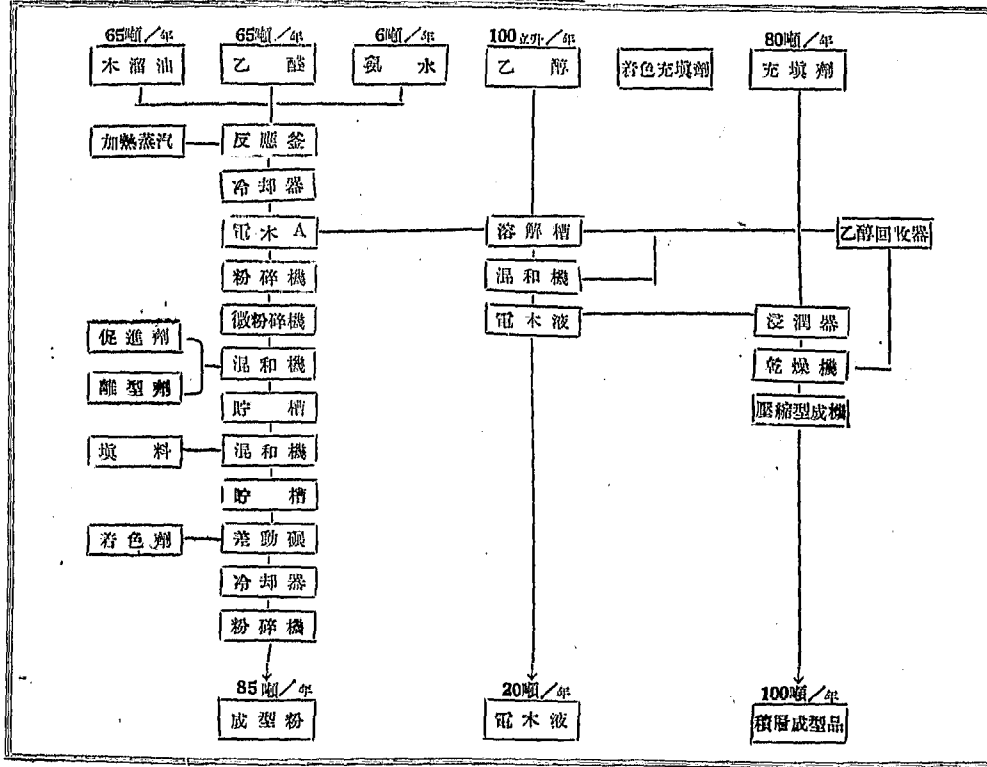 65噸／年
65噸／年
6噸／年
100立升／年
80噸／年
木溜油
乙醛
氨水
乙醇
着色充填劑
充填劑
加熱蒸汽
反應釜
冷却器
電木A
溶解槽
乙醇回收器
粉碎機
混和機
微粉碎機
電木液
浸潤器
促進劑
混和機
乾燥機
離型劑
貯槽
壓縮型成機
填料
混和機
貯槽
着色劑
差動碾
冷却器
粉碎機
85噸／年
20噸／年
100噸／年
成型粉
電木液
積層成型品